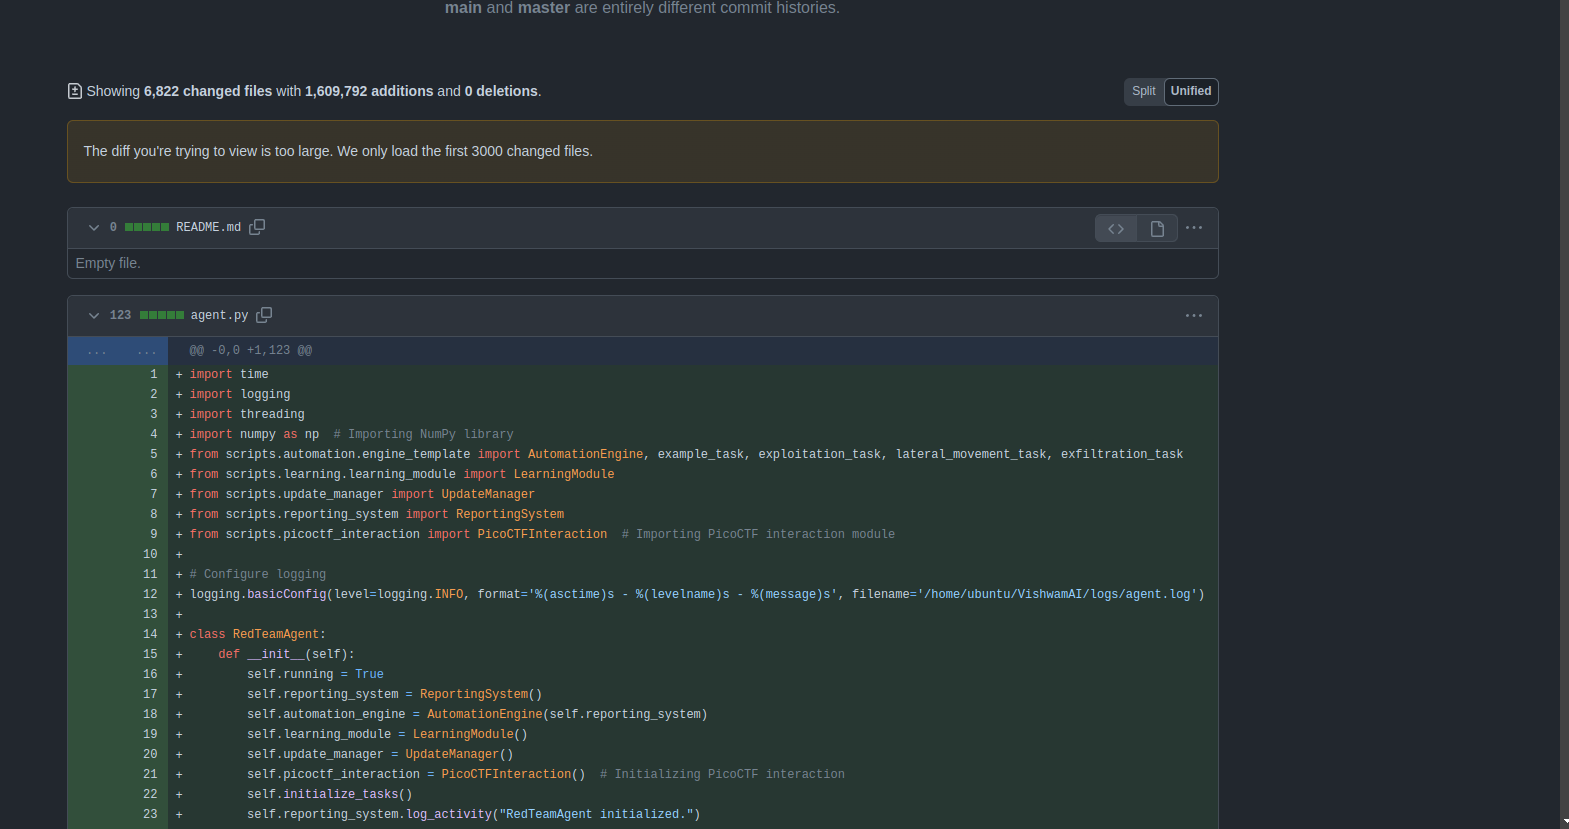 main and master are entirely different commit histories.
Showing 6,822 changed files with 1,609,792 additions and 0 deletions.
Split Unified
The diff you're trying to view is too large. We only load the first 3000 changed files.
0 README.md
Empty file.
123 agent.py
... ... @@ -0,0 +1,123 @@
1 + import time
2 + import logging
3 + import threading
4 + import numpy as np  # Importing NumPy library
5 + from scripts.automation.engine_template import AutomationEngine, example_task, exploitation_task, lateral_movement_task, exfiltration_task
6 + from scripts.learning.learning_module import LearningModule
7 + from scripts.update_manager import UpdateManager
8 + from scripts.reporting_system import ReportingSystem
9 + from scripts.picoctf_interaction import PicoCTFInteraction  # Importing PicoCTF interaction module
10 +
11 + # Configure logging
12 + logging.basicConfig(level=logging.INFO, format='%(asctime)s - %(levelname)s - %(message)s', filename='/home/ubuntu/VishwamAI/logs/agent.log')
13 +
14 + class RedTeamAgent:
15 +     def __init__(self):
16 +         self.running = True
17 +         self.reporting_system = ReportingSystem()
18 +         self.automation_engine = AutomationEngine(self.reporting_system)
19 +         self.learning_module = LearningModule()
20 +         self.update_manager = UpdateManager()
21 +         self.picoctf_interaction = PicoCTFInteraction()  # Initializing PicoCTF interaction
22 +         self.initialize_tasks()
23 +         self.reporting_system.log_activity("RedTeamAgent initialized.")